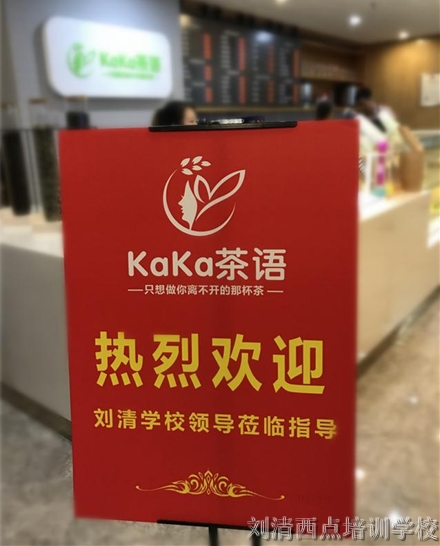 KaKa茶语
KaKa茶语
—只想做你离不开的那杯茶—
热烈欢迎
刘清学校领导莅临指导
刘清西点培训学校